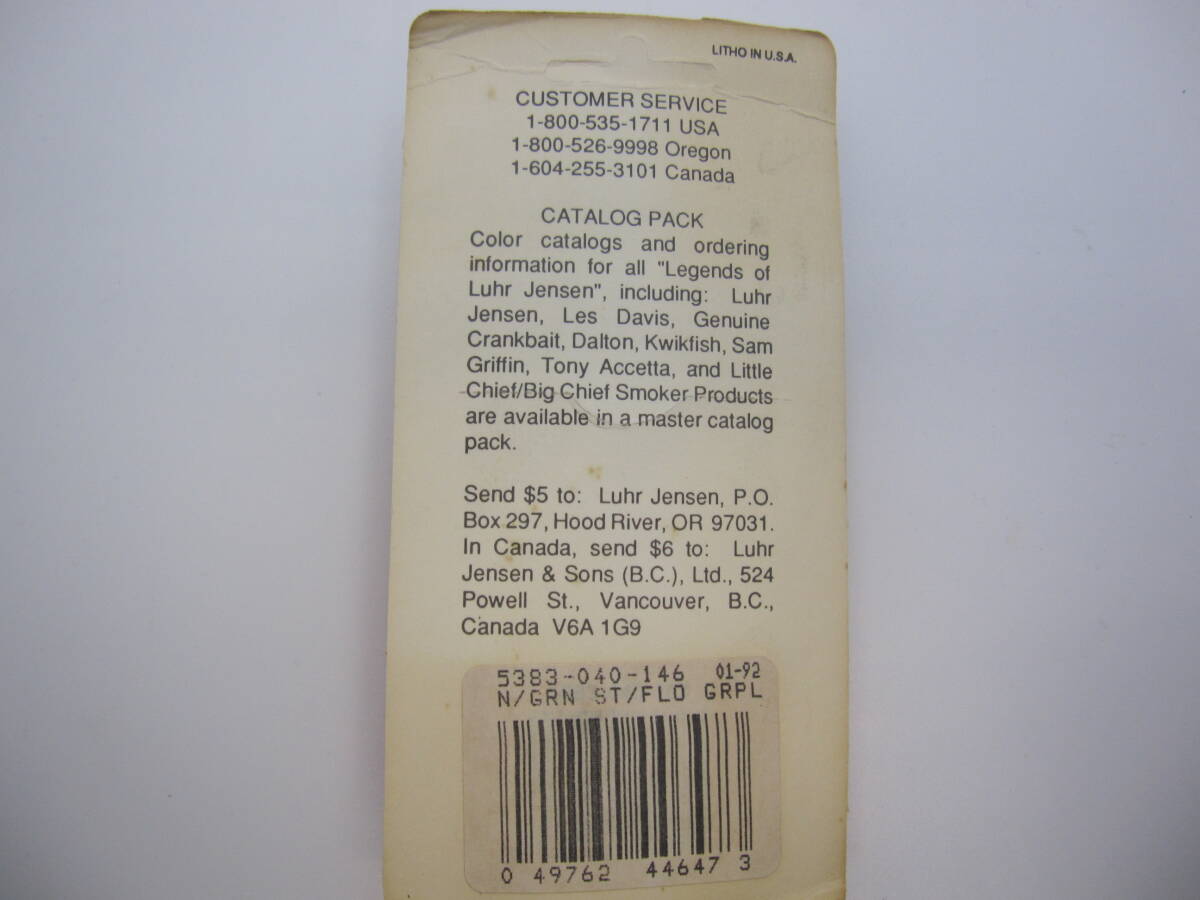 LITHO IN U.S.A.
CUSTOMER SERVICE
1-800-535-1711 USA
1-800-526-9998 Oregon
1-604-255-3101 Canada
CATALOG PACK
Color catalogs and ordering
information for all "Legends of
Luhr Jensen", including: Luhr
Jensen, Les Davis, Genuine
Crankbait, Dalton, Kwikfish, Sam
Griffin, Tony Accetta, and Little
Chief/Big Chief Smoker Products
are available in a master catalog
pack.
Send $5 to: Luhr Jensen, P.O.
Box 297, Hood River, OR 97031.
In Canada, send $6 to: Luhr
Jensen & Sons (B.C.), Ltd., 524
Powell St., Vancouver, B.C.,
Canada V6A 1G9
5383-040-146 01-92
N/GRN ST/FLO GRPL
0 49762 44647 3